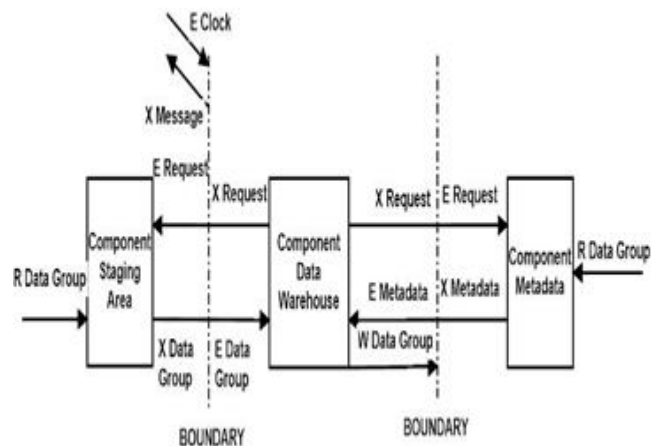 E Clock
X Message
E Request
X Request
X Request
E Request
Component
Staging
Area
Component
Data
Warehouse
Component
Metadata
R Data Group
R Data Group
E Metadata
X Metadata
W Data Group
X Data
Group
E Data
Group
BOUNDARY
BOUNDARY